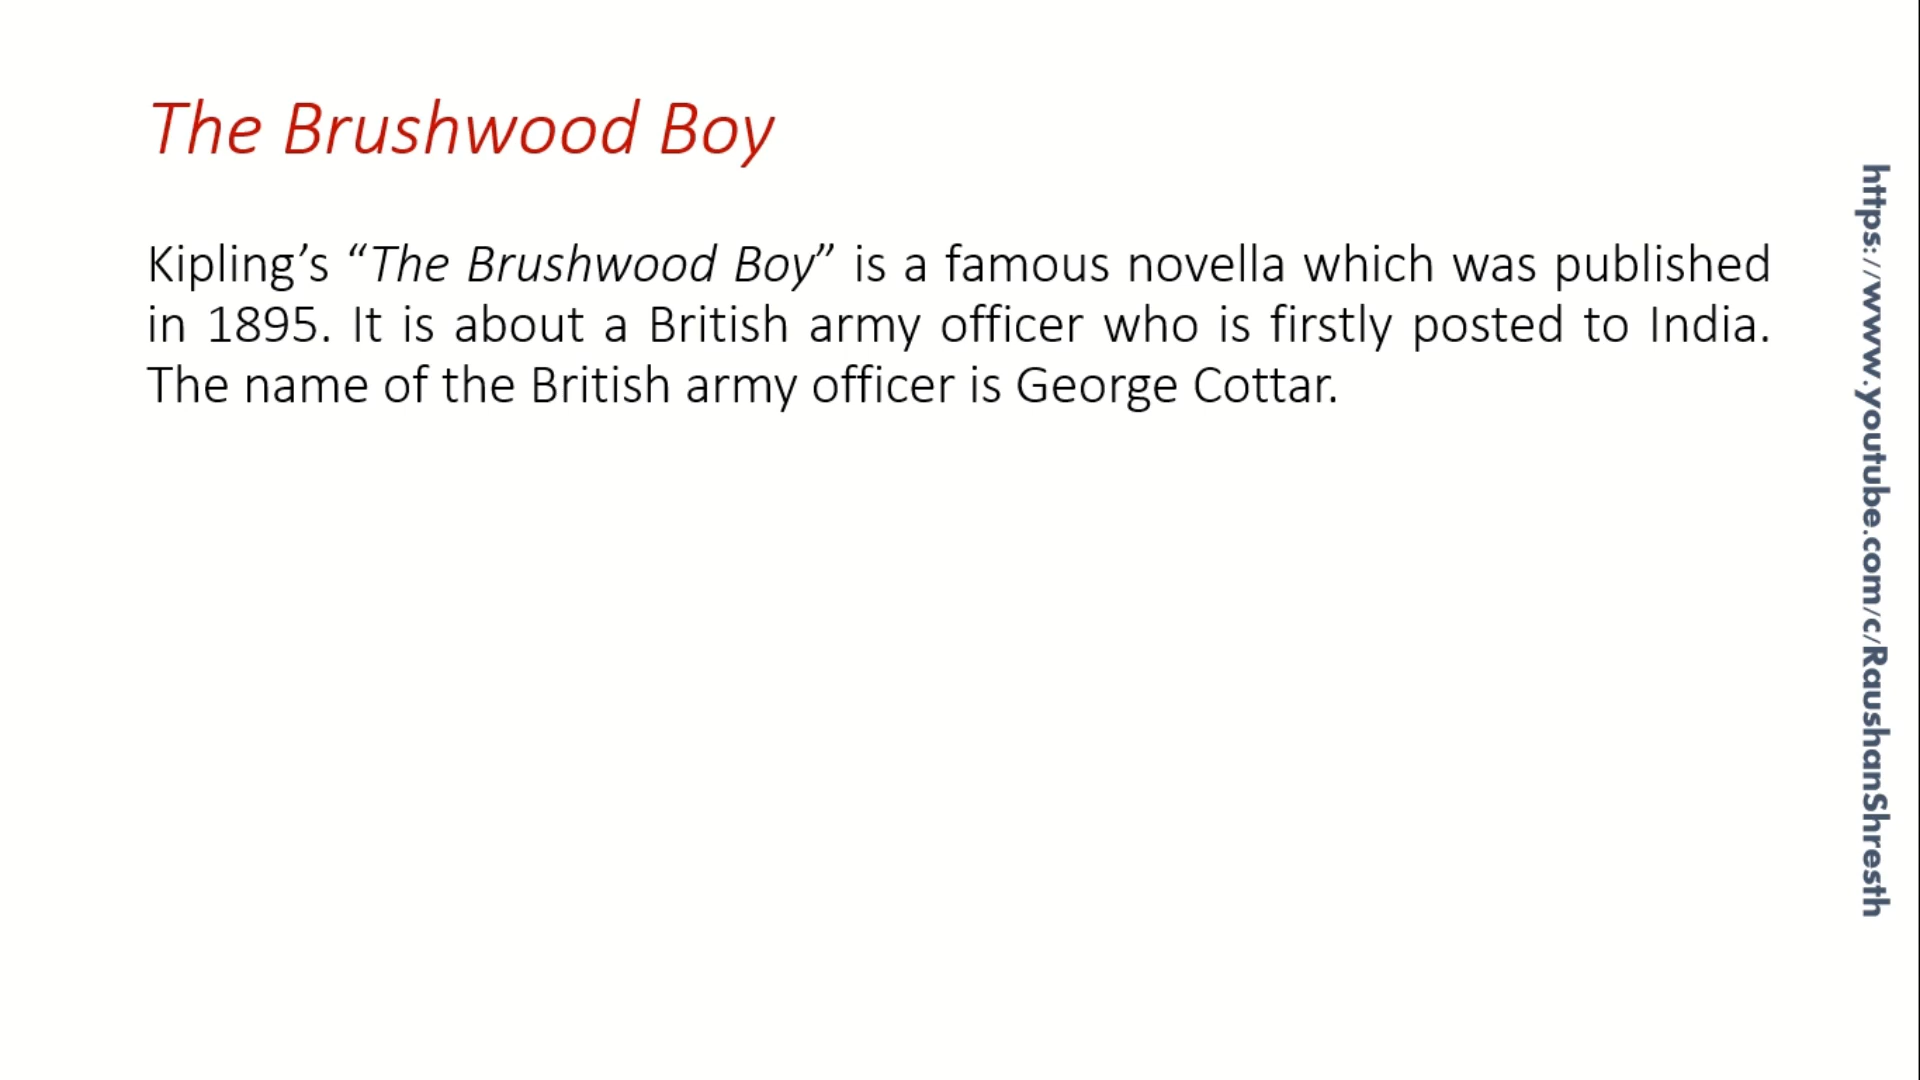 The Brushwood Boy
Kipling’s “The Brushwood Boy” is a famous novella which was published
in 1895. It is about a British army officer who is firstly posted to India.
The name of the British army officer is George Cottar.
https://www.youtube.com/c/RaushanShresth